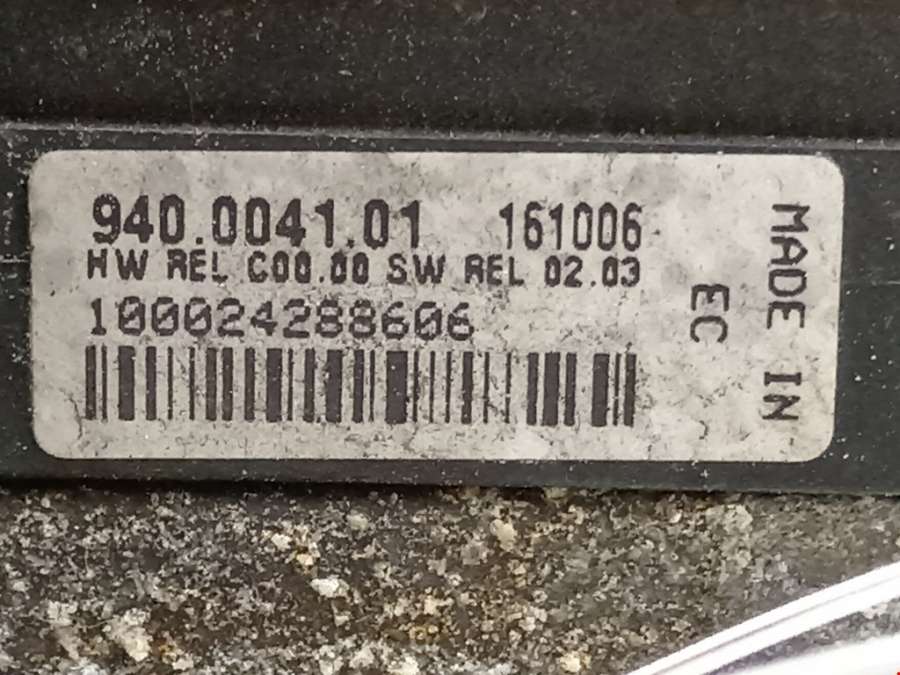 940.0041.01 161006
HW REL C00.00 SW REL 02.03
100024288606
MADE IN
EC